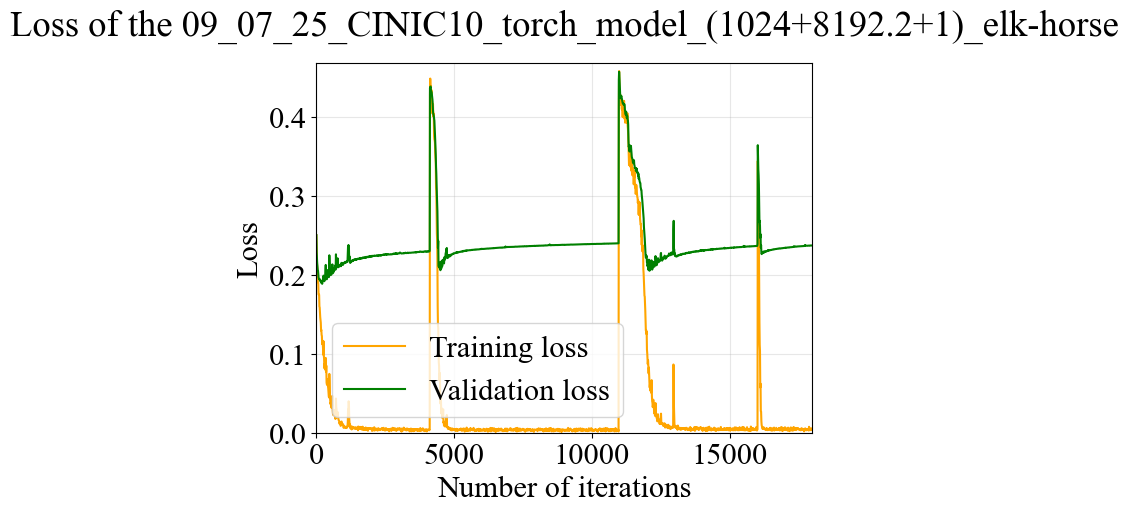 Loss of the 09_07_25_CINIC10_torch_model_(1024+8192.2+1)_elk-horse
0.4
0.3
0.2
0.1
0.0
Loss
Training loss
Validation loss
0 5000 10000 15000
Number of iterations